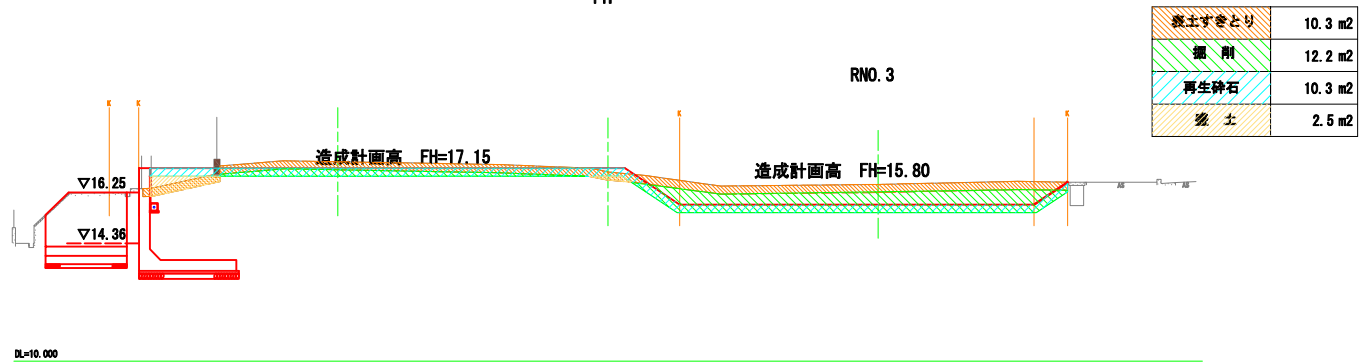 表土すきとり 10.3 m2
掘 削 12.2 m2
再生砕石 10.3 m2
盛 土 2.5 m2
RNO.3
K K K K
造成計画高 FH=17.15
造成計画高 FH=15.80
▽16.25
▽14.36
AS AS
DL=10.000